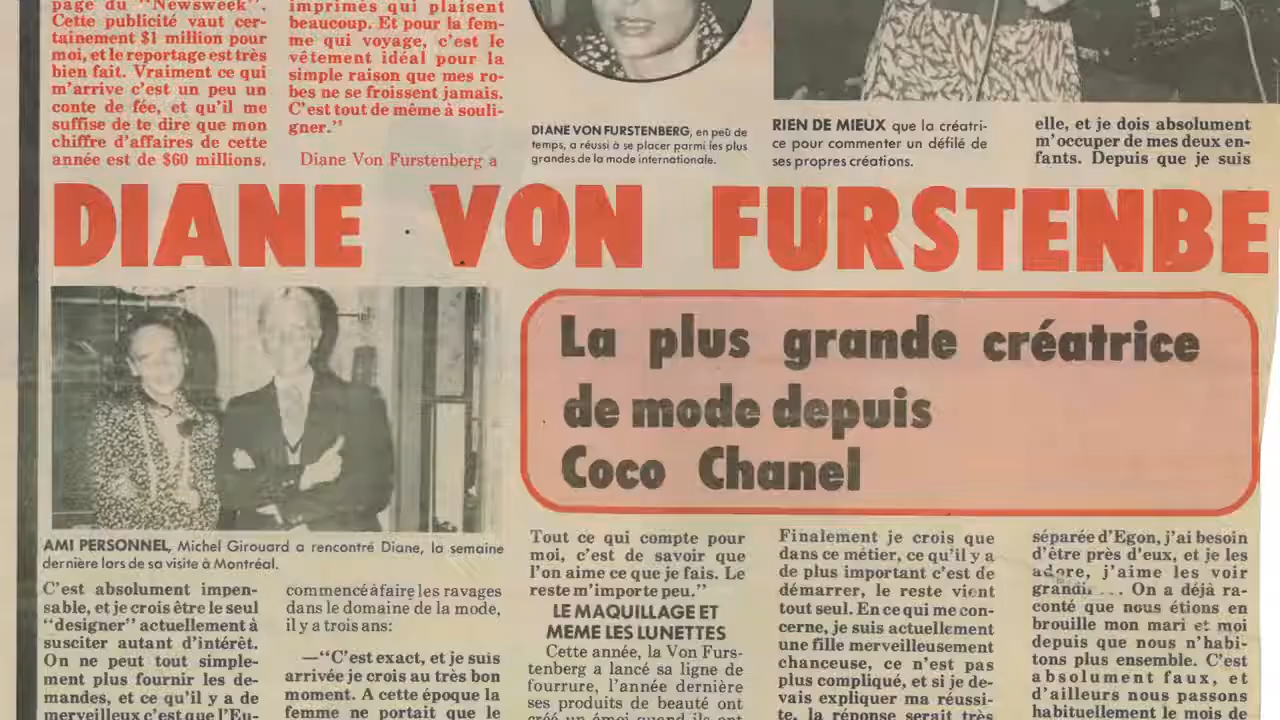 page du "Newsweek".
Cette publicité vaut cer-
tainement $1 million pour
moi, et le reportage est très
bien fait. Vraiment ce qui
m'arrive c'est un peu un
conte de fée, et qu'il me
suffise de te dire que mon
chiffre d'affaires de cette
année est de $60 millions.
imprimés qui plaisent
beaucoup. Et pour la fem-
me qui voyage, c'est le
vêtement idéal pour la
simple raison que mes ro-
bes ne se froissent jamais.
C'est tout de même à souli-
gner."
Diane Von Furstenberg a
DIANE VON FURSTENBERG, en peu de
temps, a réussi à se placer parmi les plus
grandes de la mode internationale.
RIEN DE MIEUX que la créatri-
ce pour commenter un défilé de
ses propres créations.
elle, et je dois absolument
m'occuper de mes deux en-
fants. Depuis que je suis
DIANE VON FURSTENBE
La plus grande créatrice
de mode depuis
Coco Chanel
AMI PERSONNEL, Michel Girouard a rencontré Diane, la semaine
dernière lors de sa visite à Montréal.
C'est absolument impen-
sable, et je crois être le seul
"designer" actuellement à
susciter autant d'intérêt.
On ne peut tout simple-
ment plus fournir les de-
mandes, et ce qu'il y a de
merveilleux c'est que l'Eu-
commencé à faire les ravages
dans le domaine de la mode,
il y a trois ans:
—"C'est exact, et je suis
arrivée je crois au très bon
moment. A cette époque la
femme ne portait que le
Tout ce qui compte pour
moi, c'est de savoir que
l'on aime ce que je fais. Le
reste m'importe peu."
LE MAQUILLAGE ET
MEME LES LUNETTES
Cette année, la Von Furs-
tenberg a lancé sa ligne de
fourrure, l'année dernière
ses produits de beauté ont
créé un émoi quand ils ont
Finalement je crois que
dans ce métier, ce qu'il y a
de plus important c'est de
démarrer, le reste vient
tout seul. En ce qui me con-
cerne, je suis actuellement
une fille merveilleusement
chanceuse, ce n'est pas
plus compliqué, et si je de-
vais expliquer ma réussi-
te, la réponse serait très
séparée d'Egon, j'ai besoin
d'être près d'eux, et je les
adore, j'aime les voir
grandir ... On a déjà ra-
conté que nous étions en
brouille mon mari et moi
depuis que nous n'habi-
tons plus ensemble. C'est
absolument faux, et
d'ailleurs nous passons
habituellement le mois de